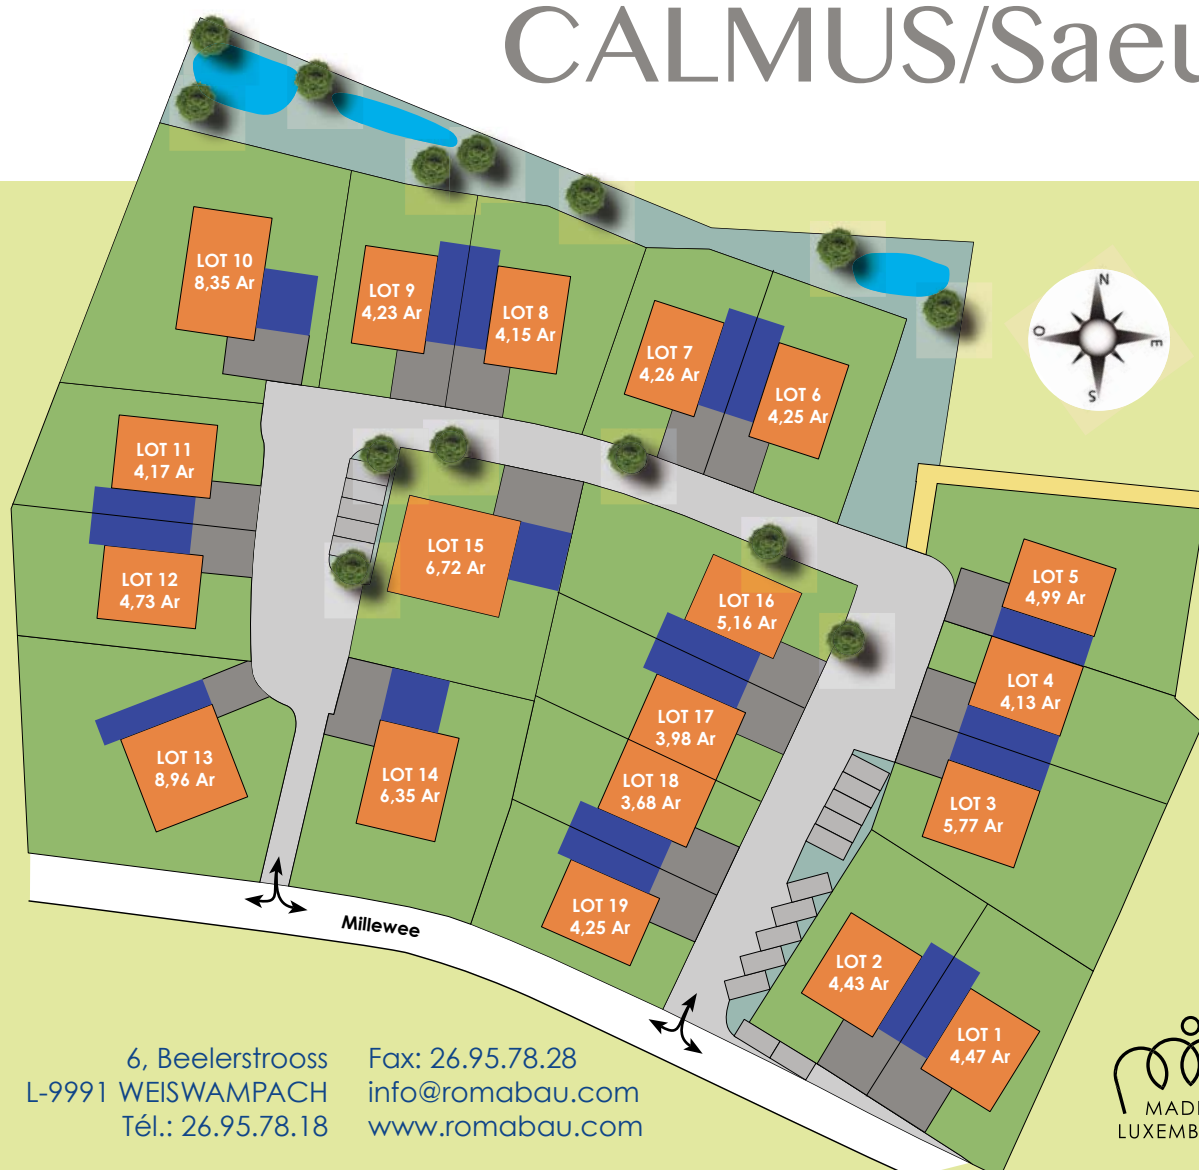 CALMUS/Saeu
LOT 10
8,35 Ar
LOT 9
4,23 Ar
LOT 8
4,15 Ar
LOT 7
4,26 Ar
LOT 6
4,25 Ar
N
O
E
S
LOT 11
4,17 Ar
LOT 12
4,73 Ar
LOT 15
6,72 Ar
LOT 16
5,16 Ar
LOT 5
4,99 Ar
LOT 4
4,13 Ar
LOT 13
8,96 Ar
LOT 14
6,35 Ar
LOT 17
3,98 Ar
LOT 18
3,68 Ar
LOT 3
5,77 Ar
LOT 19
4,25 Ar
Millewee
LOT 2
4,43 Ar
LOT 1
4,47 Ar
6, Beelerstrooss
L-9991 WEISWAMPACH
Tél.: 26.95.78.18
Fax: 26.95.78.28
info@romabau.com
www.romabau.com
MAD
LUXEMB